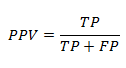 PPV = TP / (TP + FP)